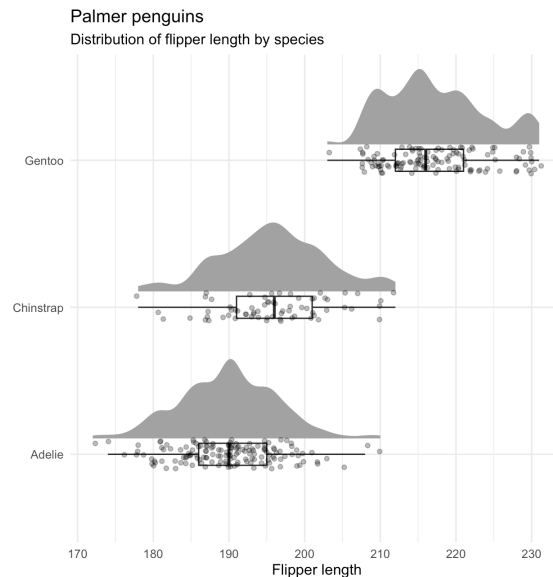 Palmer penguins
Distribution of flipper length by species
Gentoo
Chinstrap
Adelie
170 180 190 200 210 220 230
Flipper length